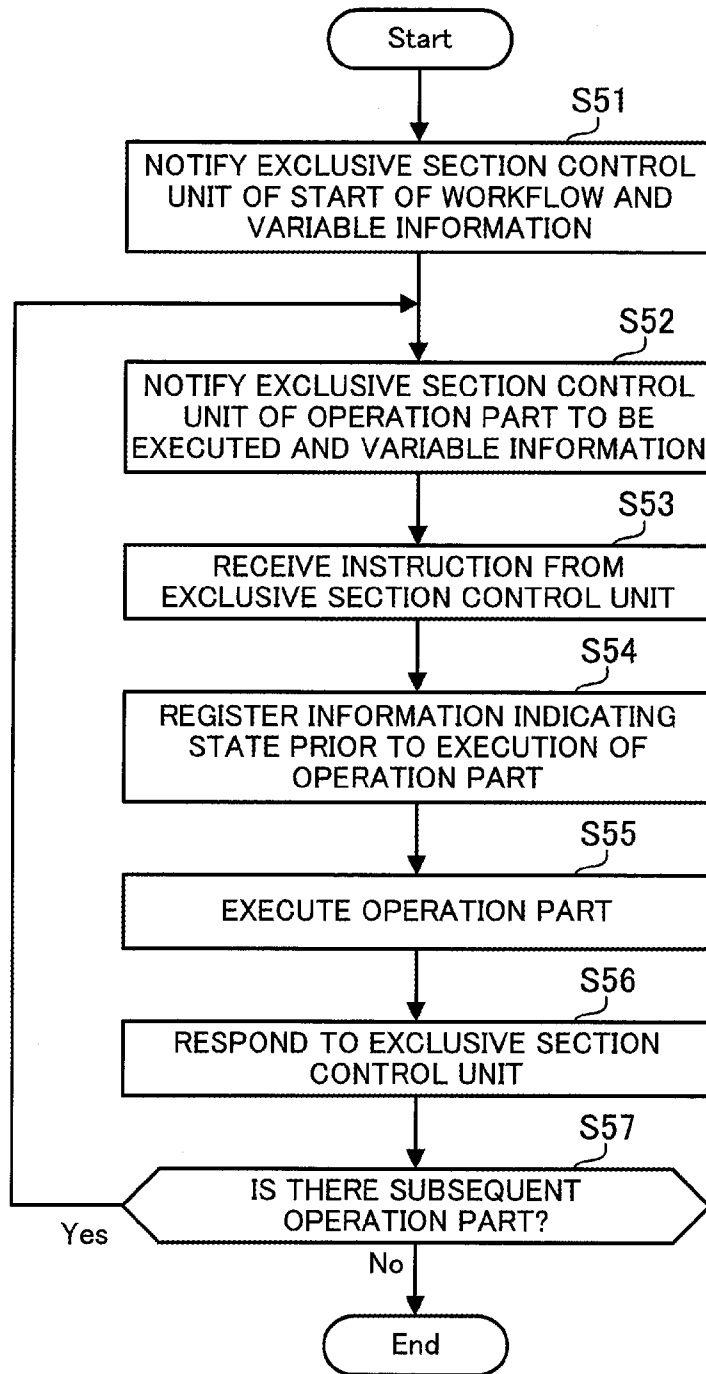 Start
S51
NOTIFY EXCLUSIVE SECTION CONTROL
UNIT OF START OF WORKFLOW AND
VARIABLE INFORMATION
S52
NOTIFY EXCLUSIVE SECTION CONTROL
UNIT OF OPERATION PART TO BE
EXECUTED AND VARIABLE INFORMATION
S53
RECEIVE INSTRUCTION FROM
EXCLUSIVE SECTION CONTROL UNIT
S54
REGISTER INFORMATION INDICATING
STATE PRIOR TO EXECUTION OF
OPERATION PART
S55
EXECUTE OPERATION PART
S56
RESPOND TO EXCLUSIVE SECTION
CONTROL UNIT
S57
IS THERE SUBSEQUENT
OPERATION PART?
Yes
No
End